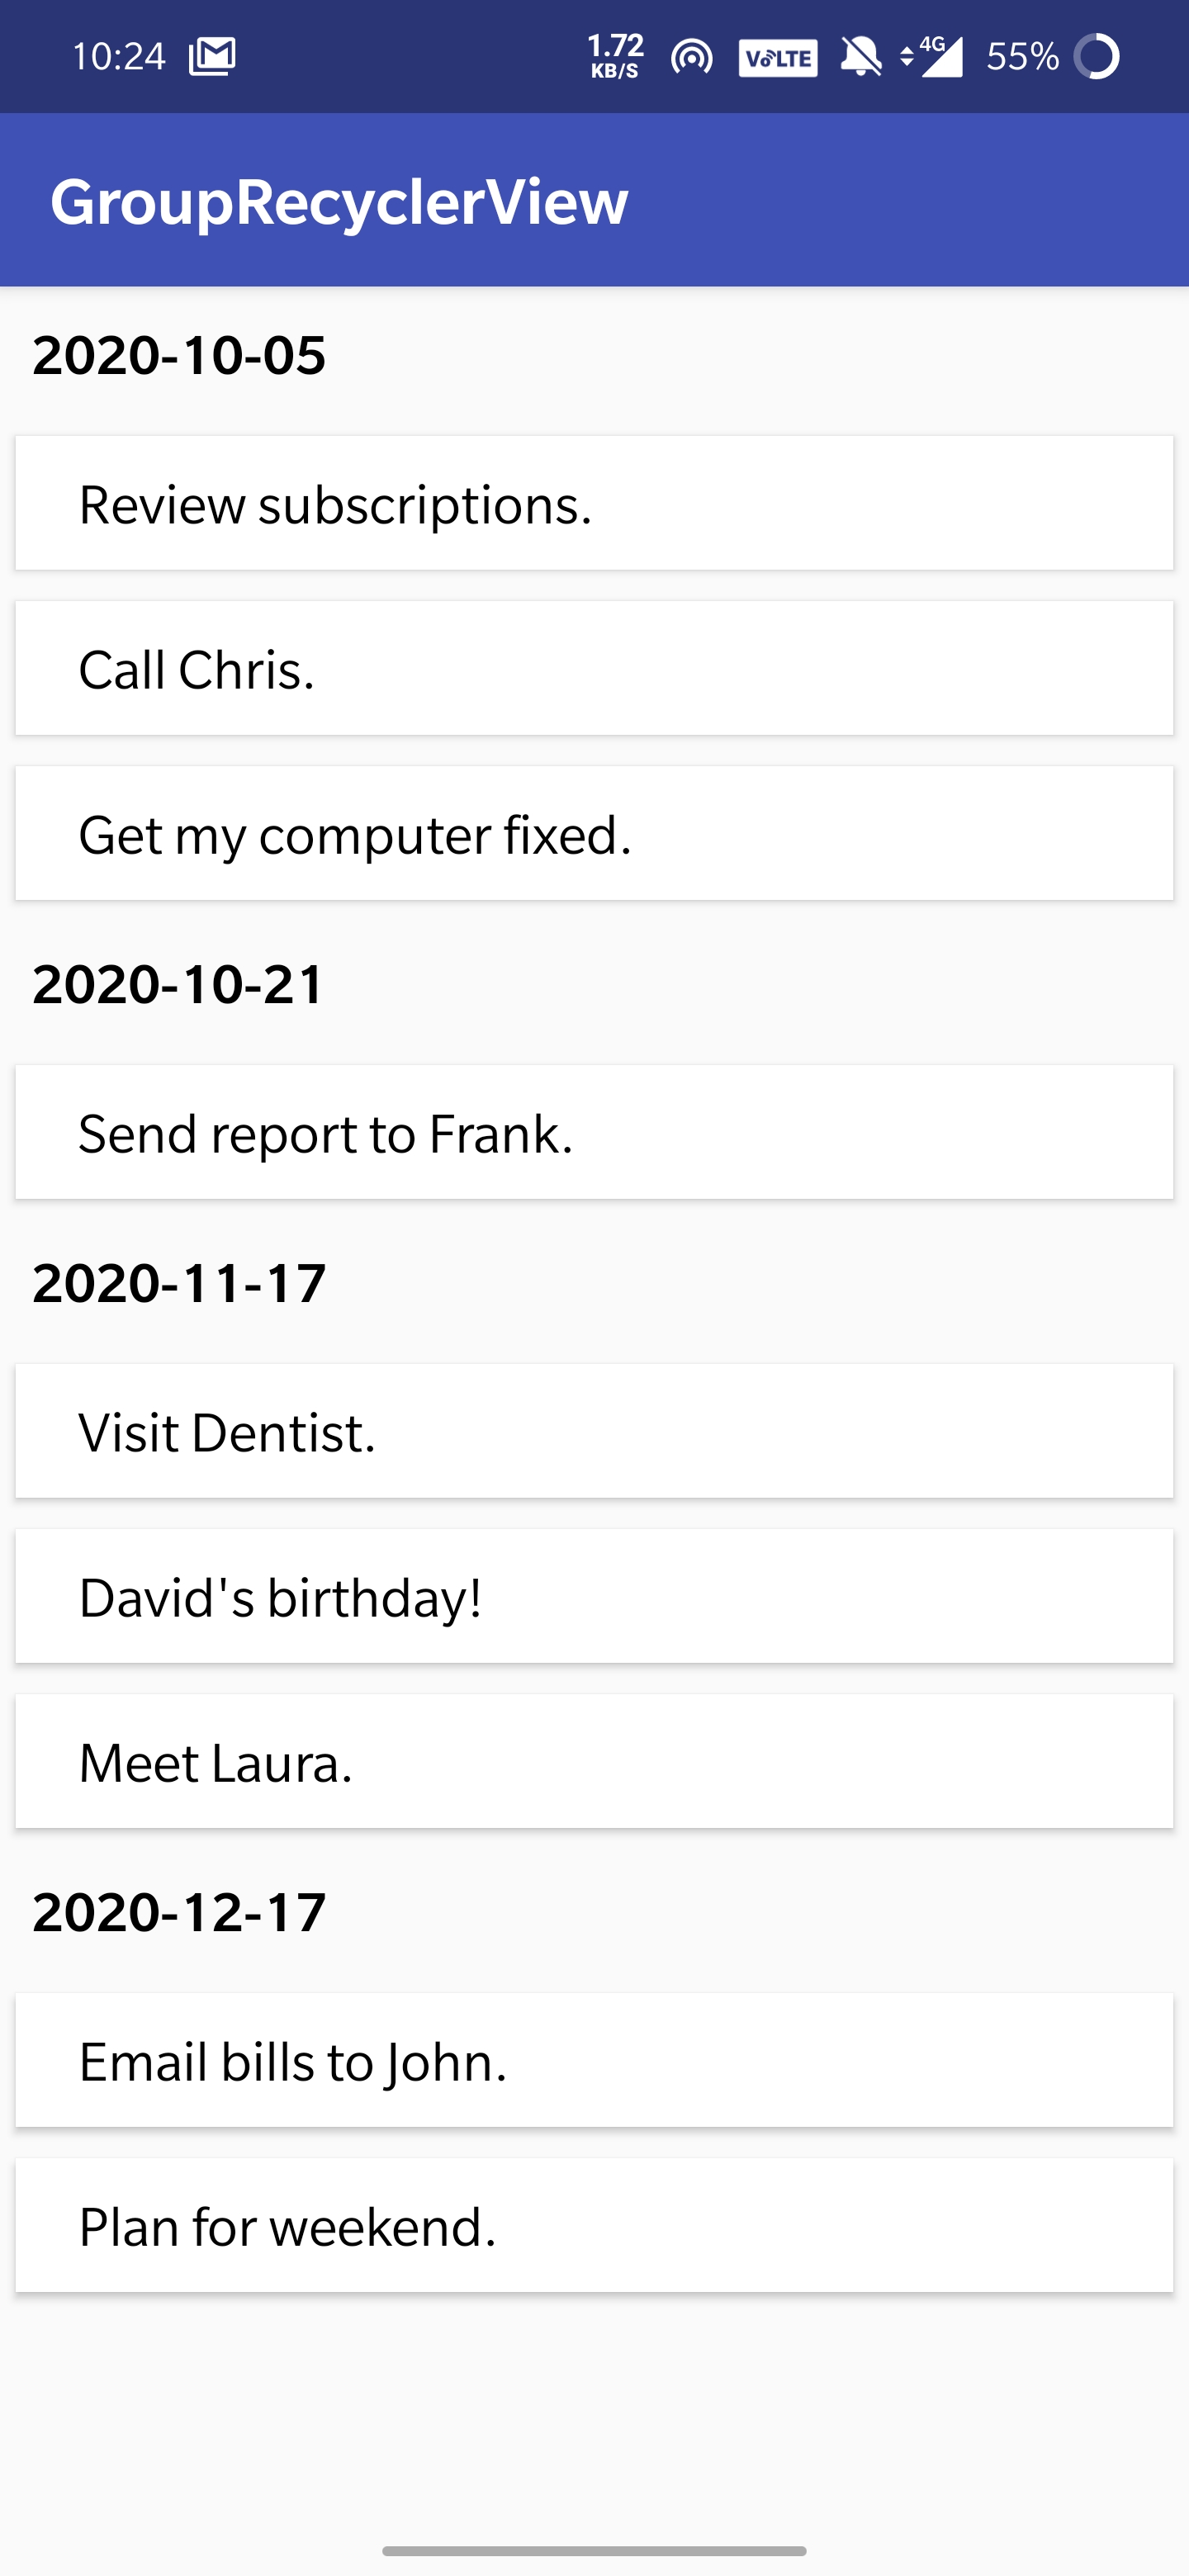 10:24
1.72
KB/S
VoLTE
4G
55%
GroupRecyclerView
2020-10-05
Review subscriptions.
Call Chris.
Get my computer fixed.
2020-10-21
Send report to Frank.
2020-11-17
Visit Dentist.
David's birthday!
Meet Laura.
2020-12-17
Email bills to John.
Plan for weekend.